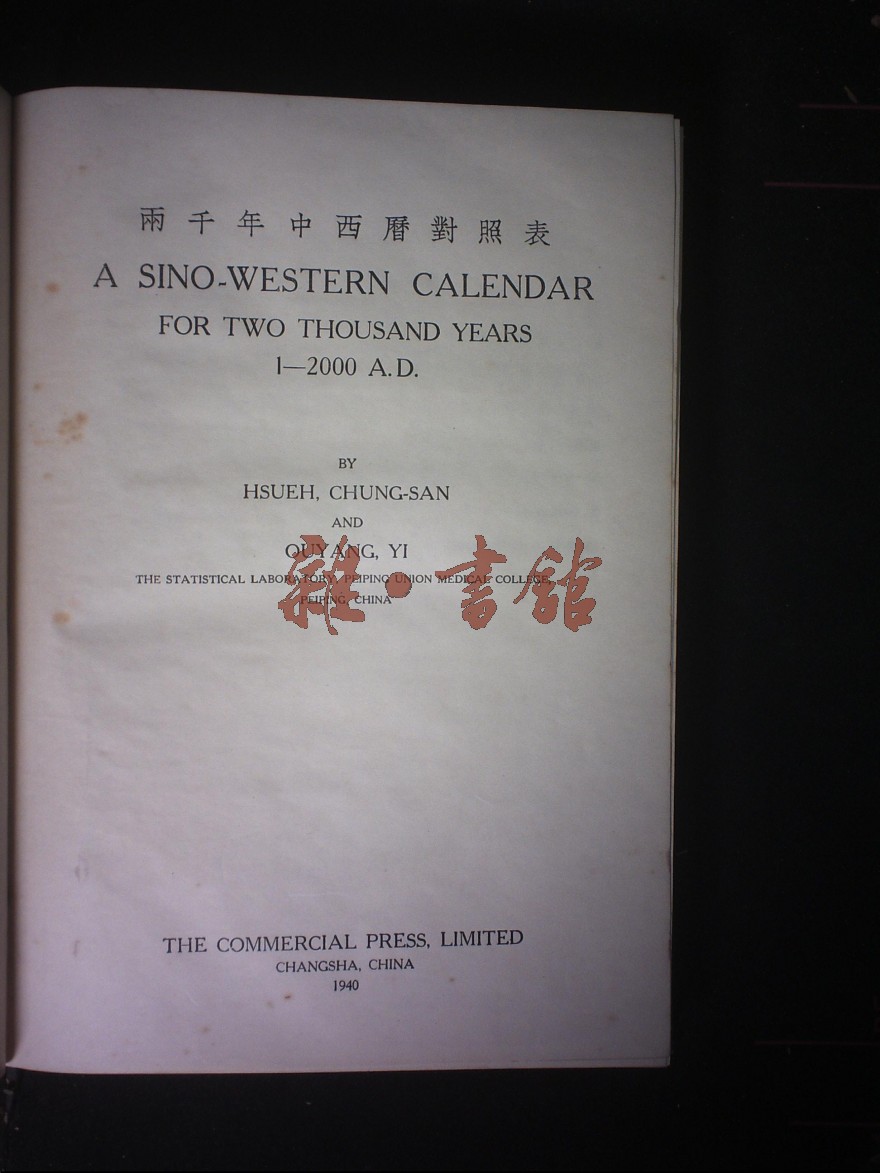 兩千年中西曆對照表
A SINO-WESTERN CALENDAR
FOR TWO THOUSAND YEARS
1—2000 A.D.
BY
HSUEH, CHUNG-SAN
AND
OUYANG, YI
THE STATISTICAL LABORATORY, PEIPING UNION MEDICAL COLLEGE,
PEIPING, CHINA
雜·書館
THE COMMERCIAL PRESS, LIMITED
CHANGSHA, CHINA
1940